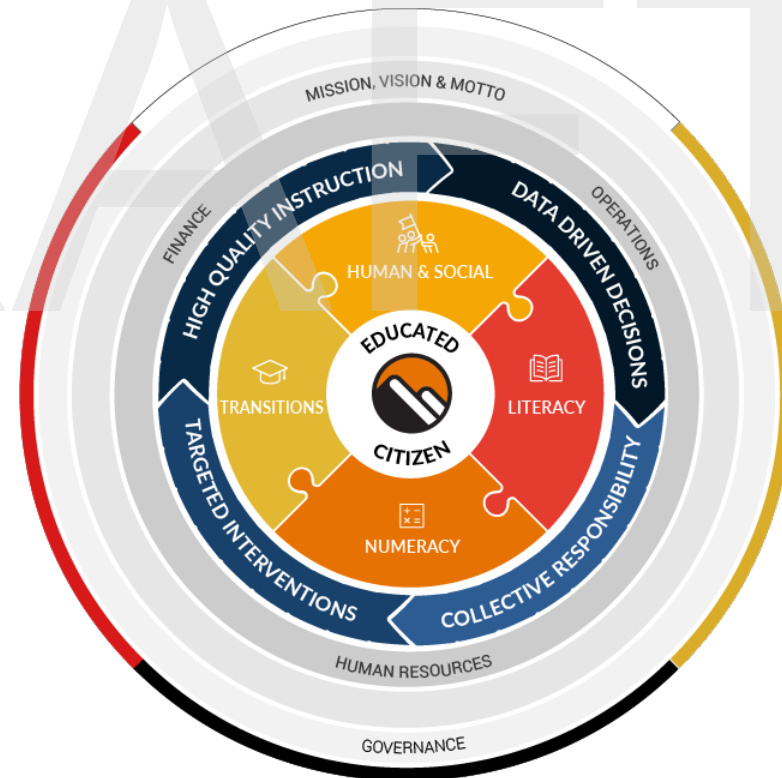 MISSION, VISION & MOTTO
FINANCE
OPERATIONS
HIGH QUALITY INSTRUCTION
DATA DRIVEN DECISIONS
HUMAN & SOCIAL
EDUCATED
TRANSITIONS
LITERACY
CITIZEN
TARGETED INTERVENTIONS
COLLECTIVE RESPONSIBILITY
NUMERACY
HUMAN RESOURCES
GOVERNANCE